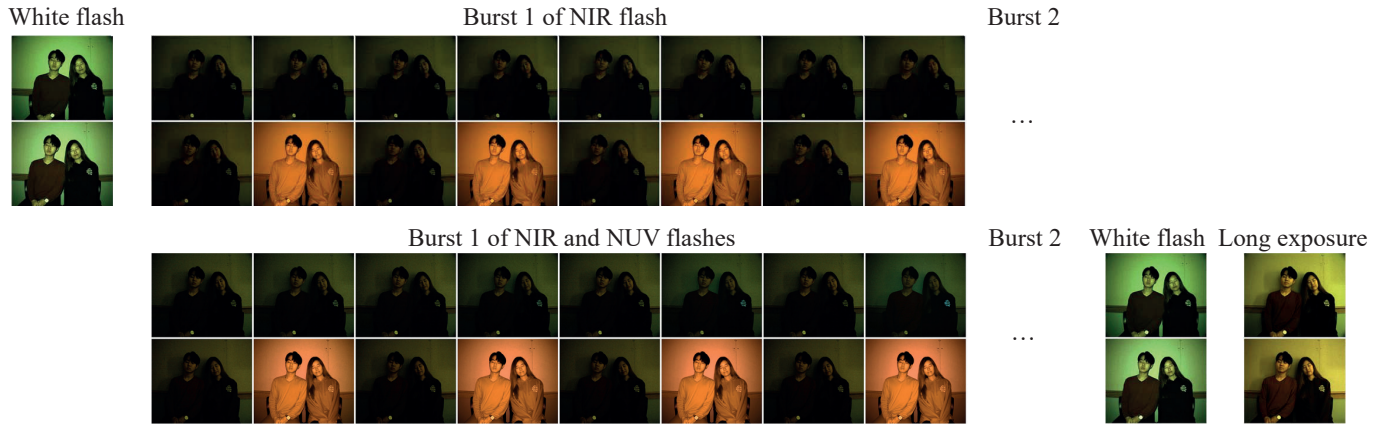 White flash
Burst 1 of NIR flash
Burst 2
…
Burst 1 of NIR and NUV flashes
Burst 2
White flash
Long exposure
…